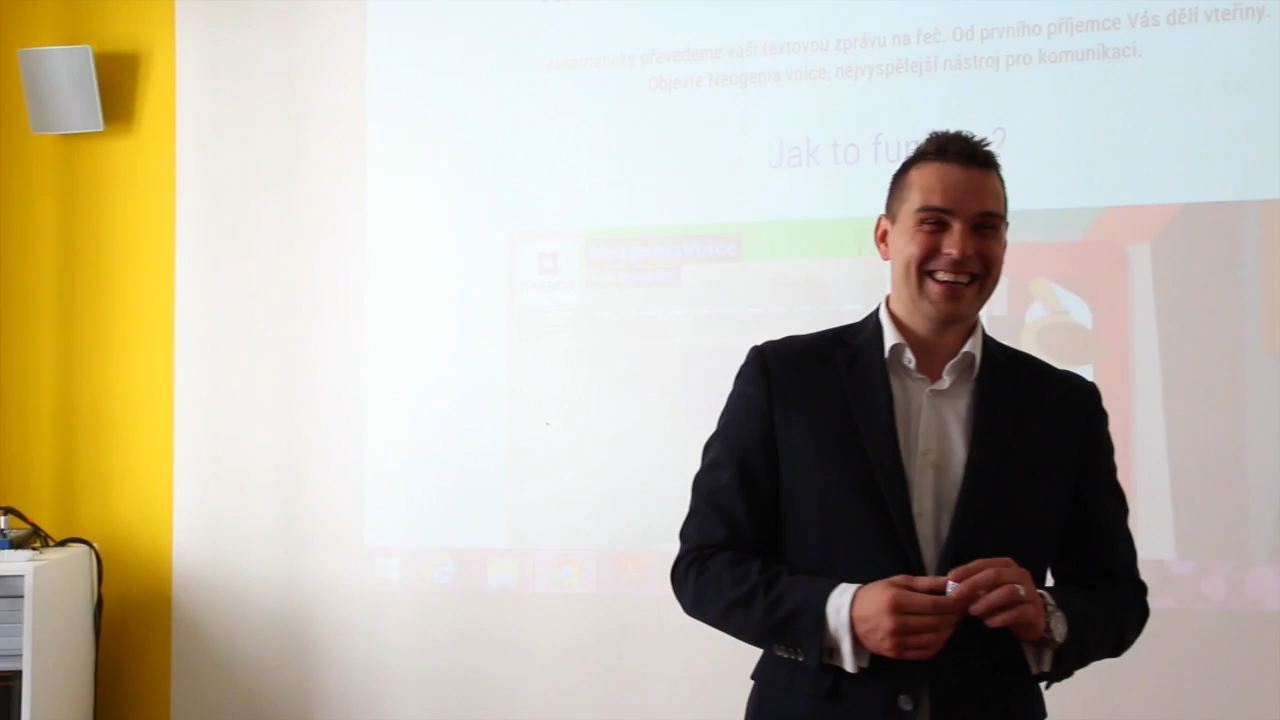 Automaticky převedeme vaši textovou zprávu na řeč. Od prvního příjemce Vás dělí vteřiny.
Objevte Neogenia voice, nejvyspělejší nástroj pro komunikaci.
Jak to fun ?